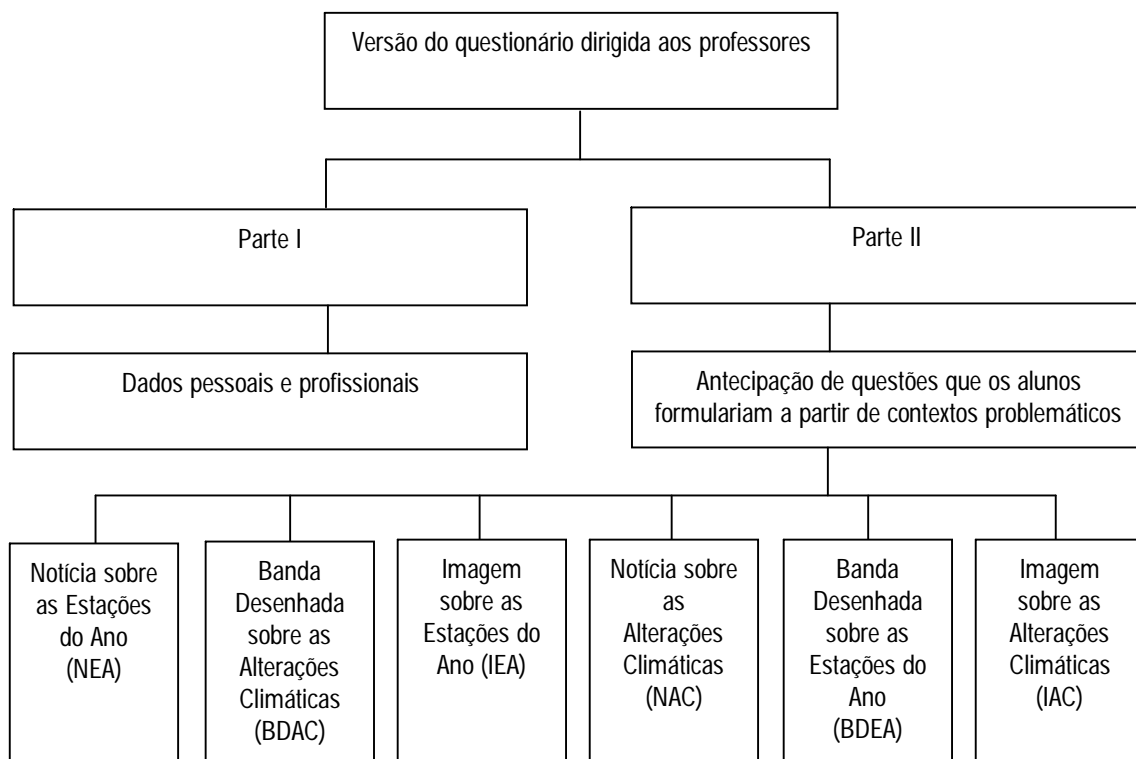 Versão do questionário dirigida aos professores
Parte I
Parte II
Dados pessoais e profissionais
Antecipação de questões que os alunos
formulariam a partir de contextos problemáticos
Notícia sobre
as Estações
do Ano
(NEA)
Banda
Desenhada
sobre as
Alterações
Climáticas
(BDAC)
Imagem
sobre as
Estações do
Ano (IEA)
Notícia sobre
as
Alterações
Climáticas
(NAC)
Banda
Desenhada
sobre as
Estações do
Ano
(BDEA)
Imagem
sobre as
Alterações
Climáticas
(IAC)